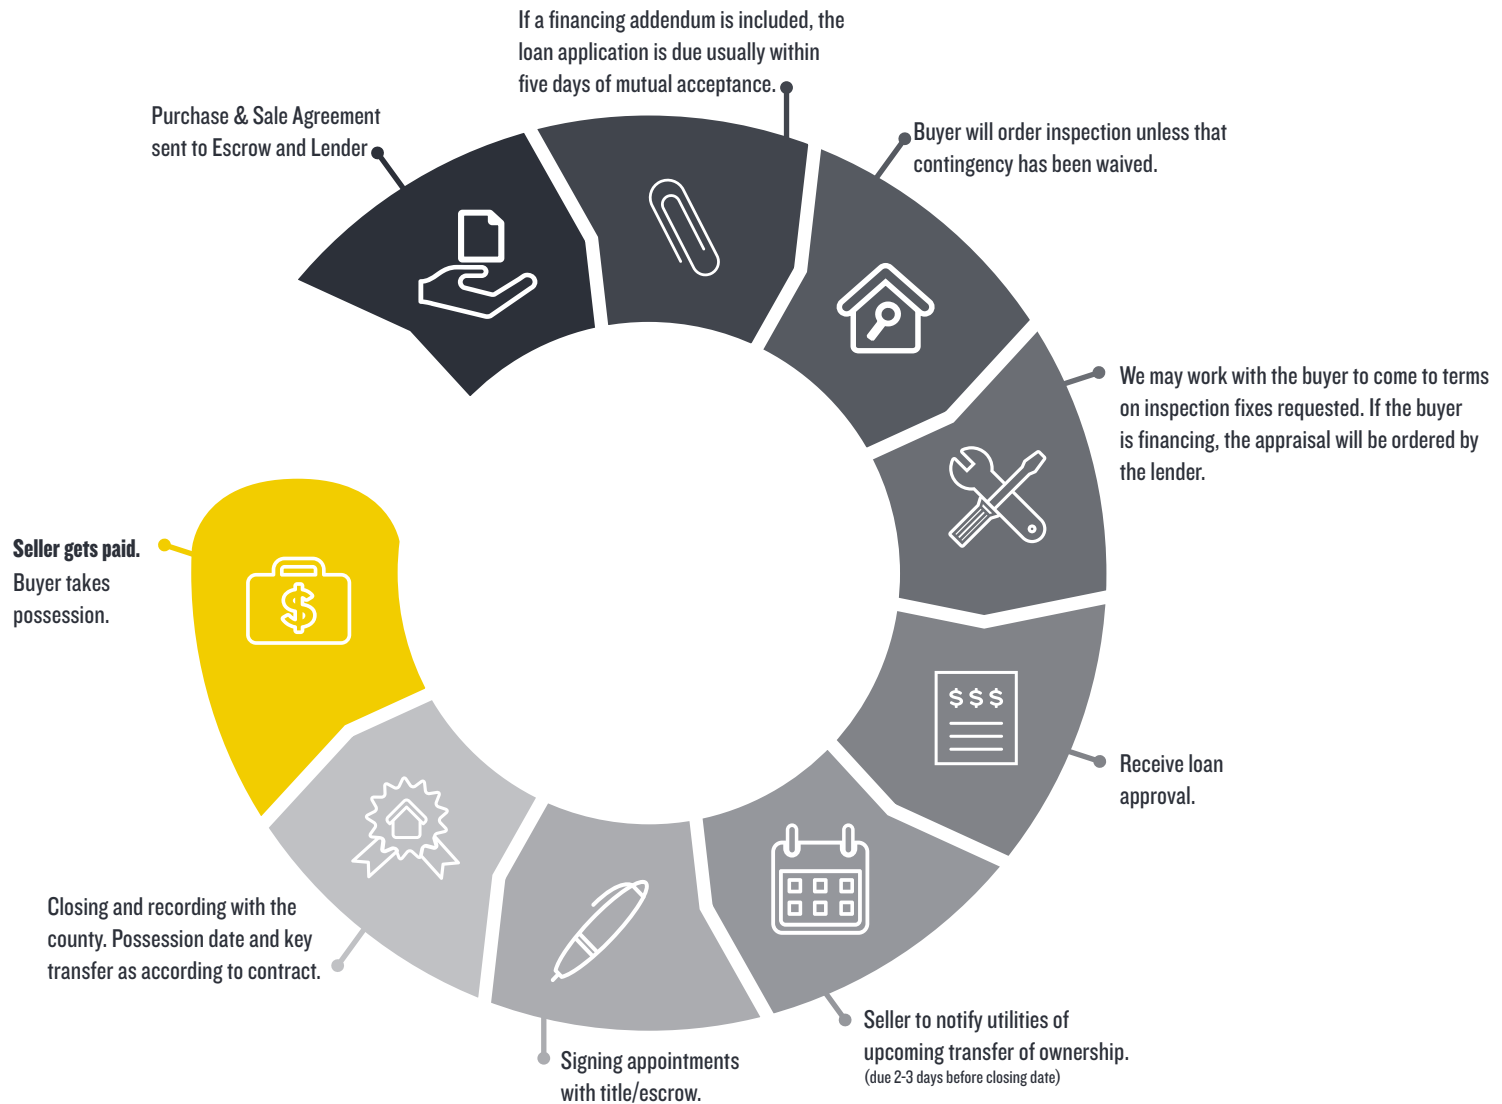 Purchase & Sale Agreement
sent to Escrow and Lender
If a financing addendum is included, the
loan application is due usually within
five days of mutual acceptance.
Buyer will order inspection unless that
contingency has been waived.
We may work with the buyer to come to terms
on inspection fixes requested. If the buyer
is financing, the appraisal will be ordered by
the lender.
$ $ $
Receive loan
approval.
Seller to notify utilities of
upcoming transfer of ownership.
(due 2-3 days before closing date)
Signing appointments
with title/escrow.
Closing and recording with the
county. Possession date and key
transfer as according to contract.
Seller gets paid.
Buyer takes
possession.
$